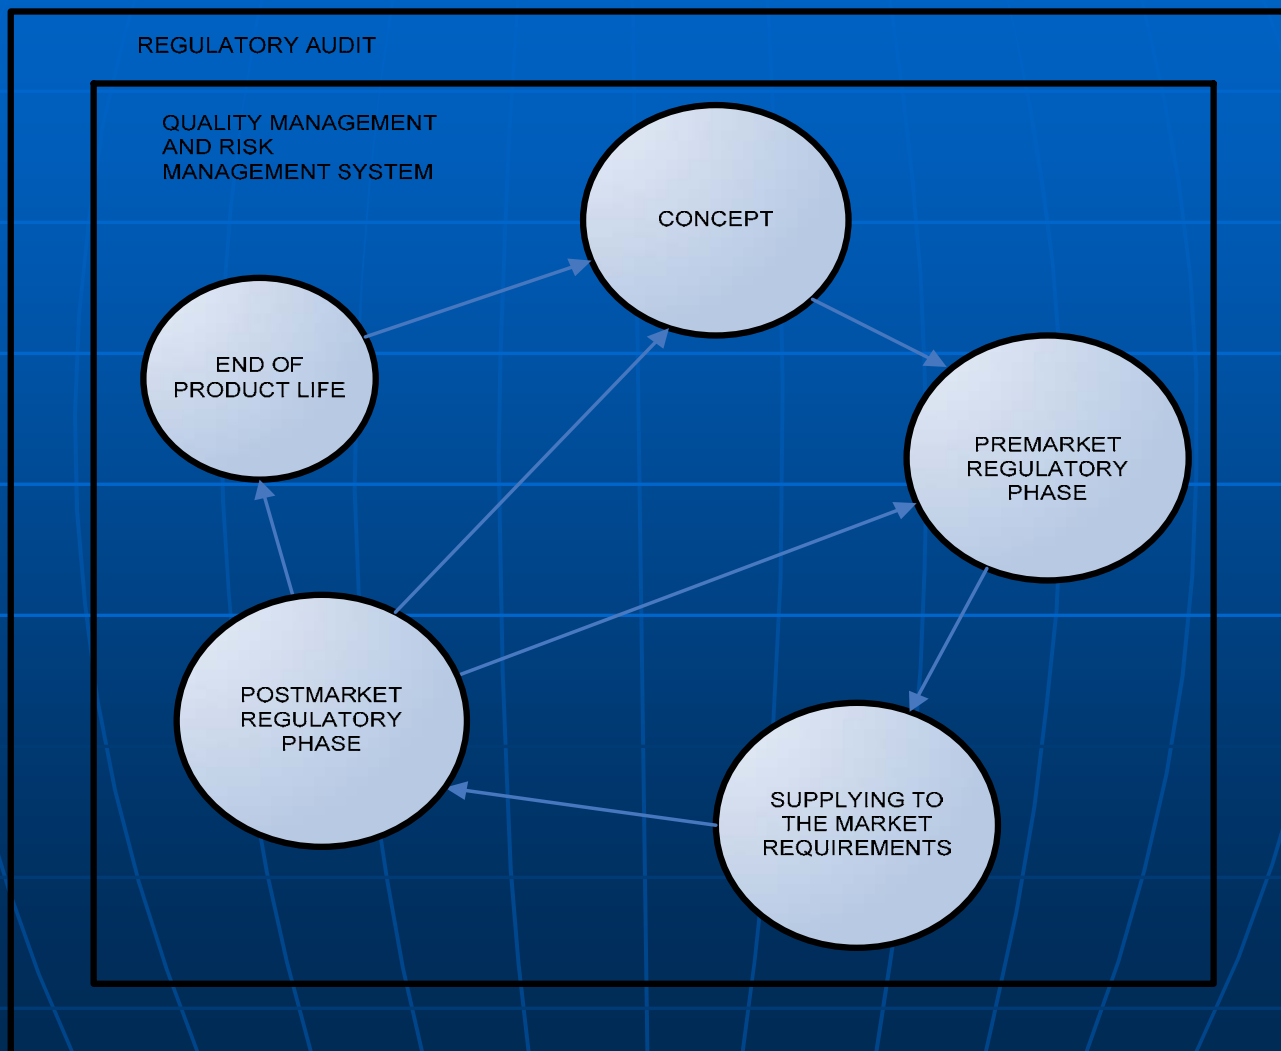 REGULATORY AUDIT
QUALITY MANAGEMENT
AND RISK
MANAGEMENT SYSTEM
CONCEPT
END OF
PRODUCT LIFE
PREMARKET
REGULATORY
PHASE
POSTMARKET
REGULATORY
PHASE
SUPPLYING TO
THE MARKET
REQUIREMENTS